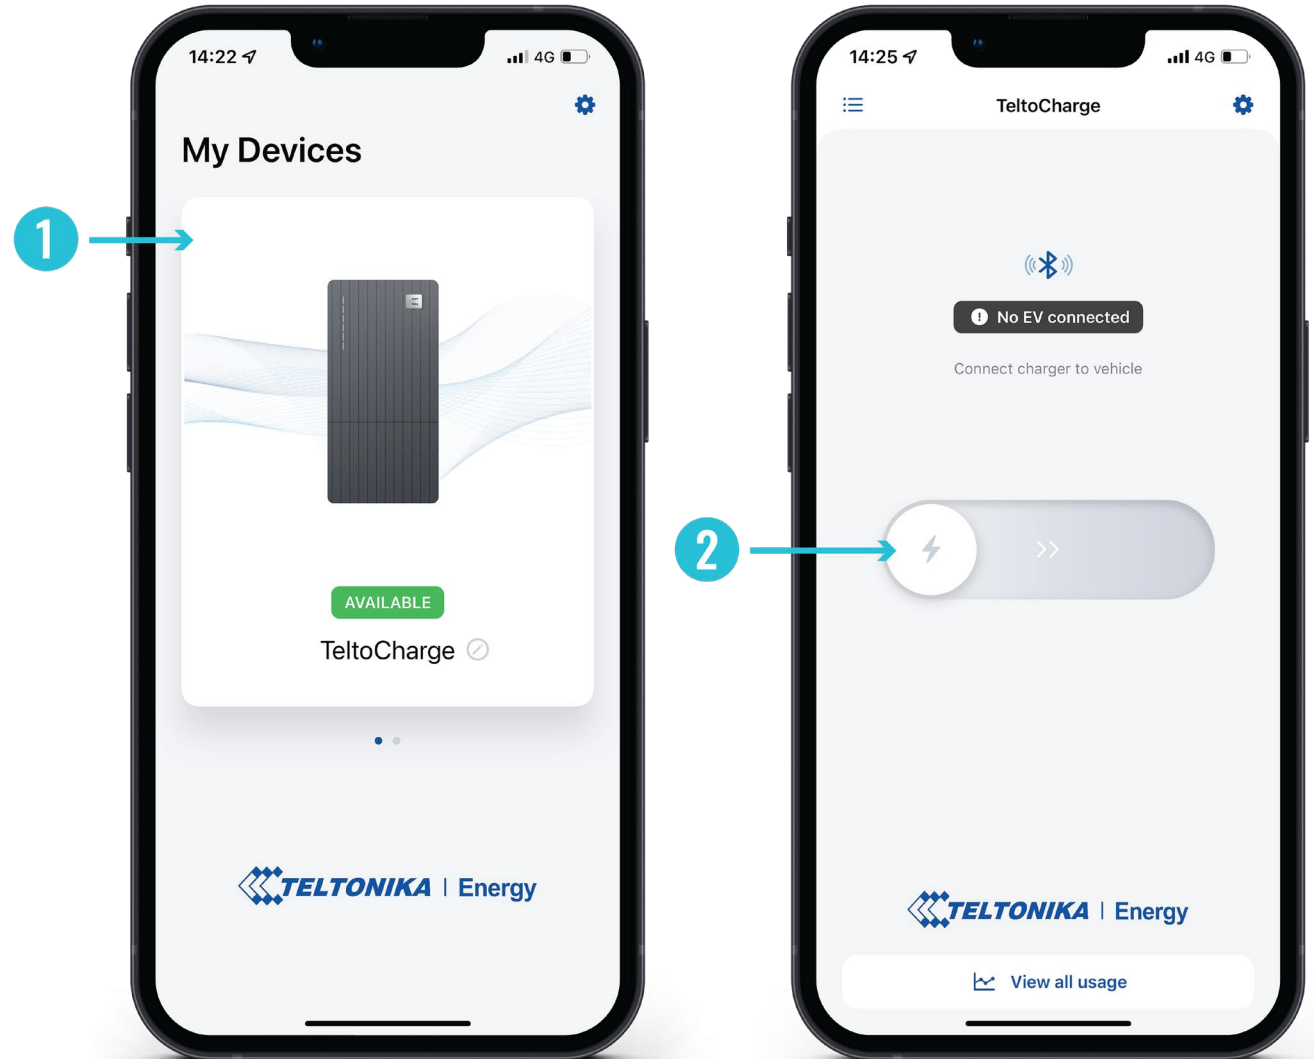 14:22
4G
My Devices
1
AVAILABLE
TeltoCharge
TELTONIKA | Energy
14:25
4G
TeltoCharge
No EV connected
Connect charger to vehicle
2
TELTONIKA | Energy
View all usage